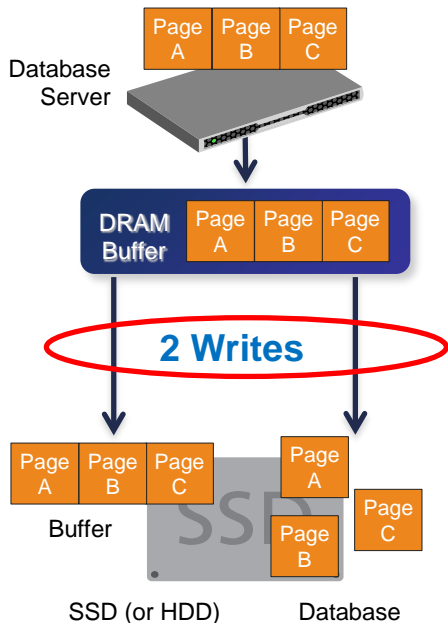 Page A
Page B
Page C
Database
Server
DRAM
Buffer
Page A
Page B
Page C
2 Writes
Page A
Page B
Page C
Buffer
SSD
Page A
Page C
Page B
SSD (or HDD)
Database